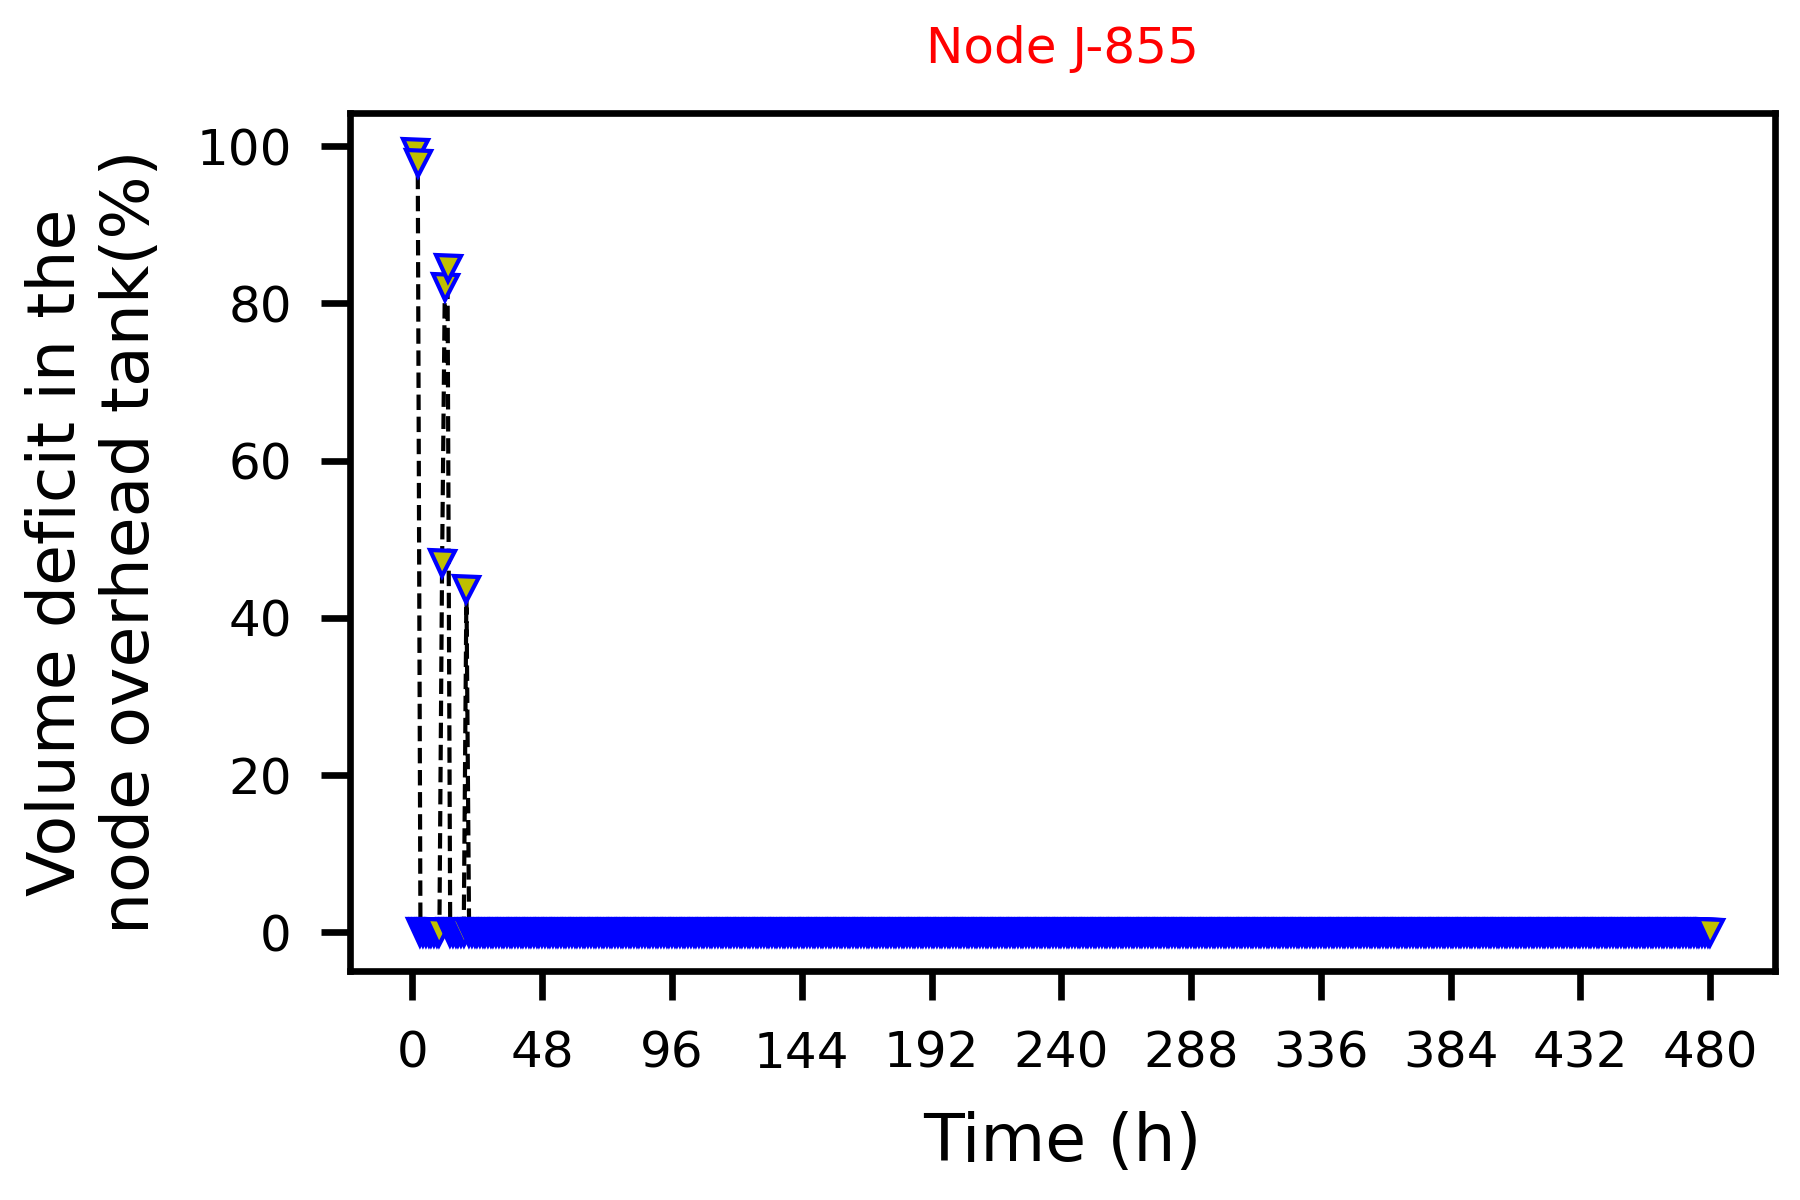 Node J-855
Volume deficit in the
node overhead tank(%)
100
80
60
40
20
0
0 48 96 144 192 240 288 336 384 432 480
Time (h)